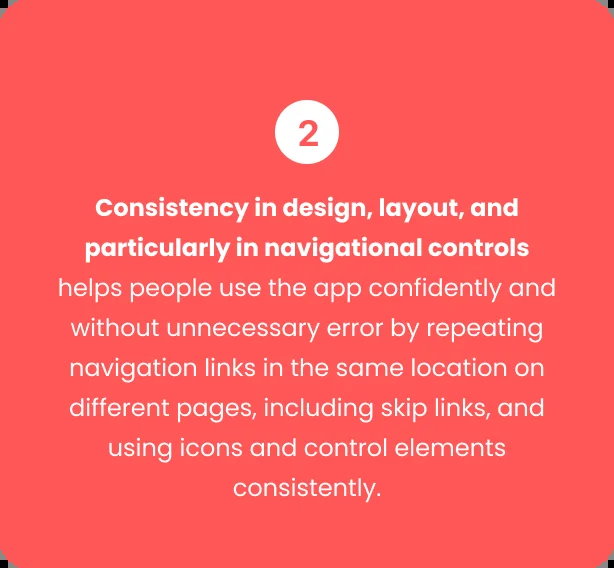 2
Consistency in design, layout, and
particularly in navigational controls
helps people use the app confidently and
without unnecessary error by repeating
navigation links in the same location on
different pages, including skip links, and
using icons and control elements
consistently.